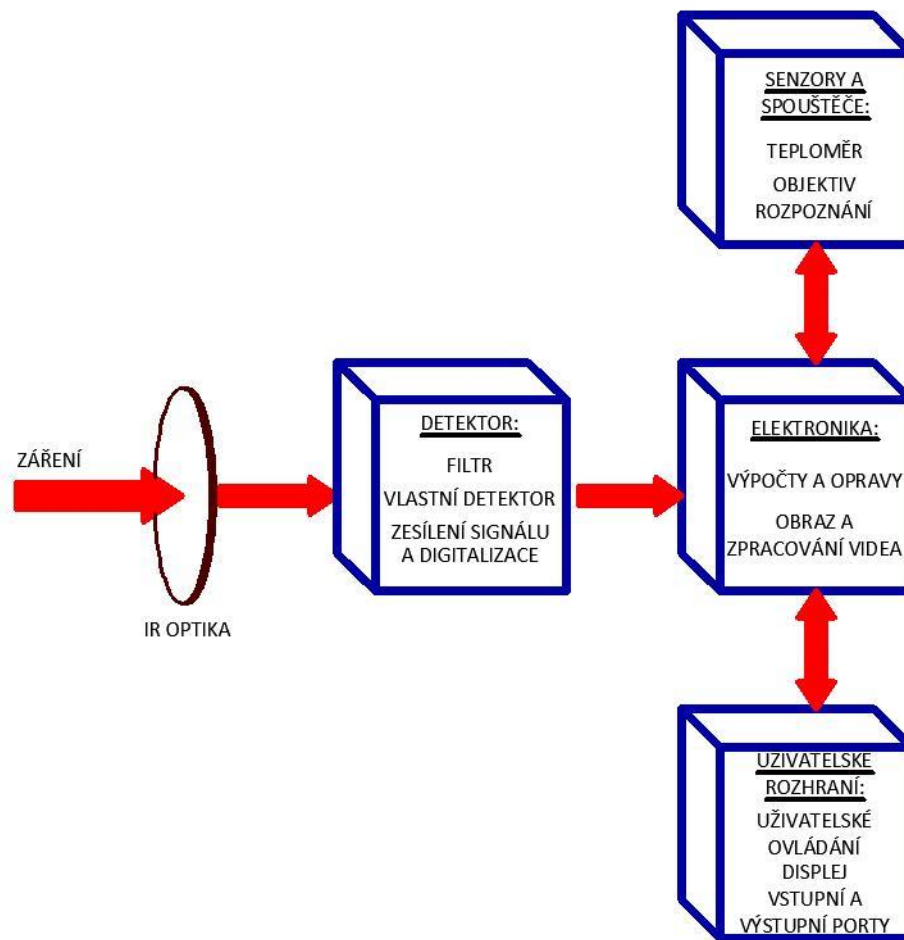 SENZORY A
SPOUŠTĚČE:
TEPLOMĚR
OBJEKTIV
ROZPOZNÁNÍ
ZÁŘENÍ
IR OPTIKA
DETEKTOR:
FILTR
VLASTNÍ DETEKTOR
ZESÍLENÍ SIGNÁLU
A DIGITALIZACE
ELEKTRONIKA:
VÝPOČTY A OPRAVY
OBRAZ A
ZPRACOVÁNÍ VIDEA
UŽIVATELSKÉ
ROZHRANÍ:
UŽIVATELSKÉ
OVLÁDÁNÍ
DISPLEJ
VSTUPNÍ A
VÝSTUPNÍ PORTY